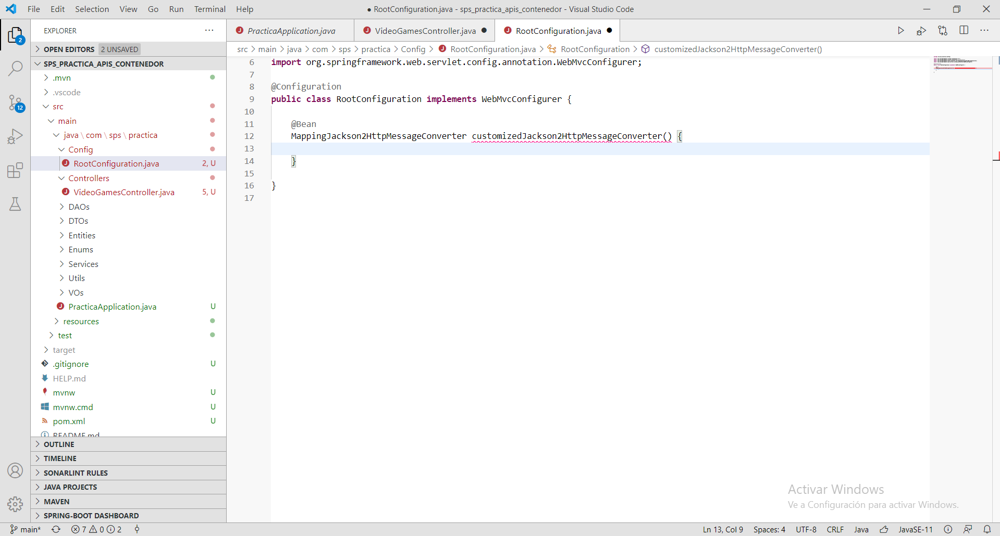 File Edit Selection View Go Run Terminal Help
● RootConfiguration.java - sps_practica_apis_contenedor - Visual Studio Code
EXPLORER
2
12
OPEN EDITORS 2 UNSAVED
SPS_PRACTICA_APIS_CONTENEDOR
.mvn
.vscode
src
main
java \ com \ sps \ practica
Config
RootConfiguration.java 2, U
Controllers
VideoGamesController.java 5, U
DAOs
DTOs
Entities
Enums
Services
Utils
VOs
PracticaApplication.java U
resources
test
target
.gitignore U
HELP.md
mvnw U
mvnw.cmd U
pom.xml U
README.md
OUTLINE
TIMELINE
SONARLINT RULES
JAVA PROJECTS
MAVEN
SPRING-BOOT DASHBOARD
PracticaApplication.java
VideoGamesController.java
RootConfiguration.java
src > main > java > com > sps > practica > Config > RootConfiguration.java > RootConfiguration > customizedJackson2HttpMessageConverter()
6 import org.springframework.web.servlet.config.annotation.WebMvcConfigurer;
7
8 @Configuration
9 public class RootConfiguration implements WebMvcConfigurer {
10
11 @Bean
12 MappingJackson2HttpMessageConverter customizedJackson2HttpMessageConverter() {
13
14 }
15
16 }
17
Activar Windows
Ve a Configuración para activar Windows.
main* 7 0 2
Ln 13, Col 9 Spaces: 4 UTF-8 CRLF Java JavaSE-11